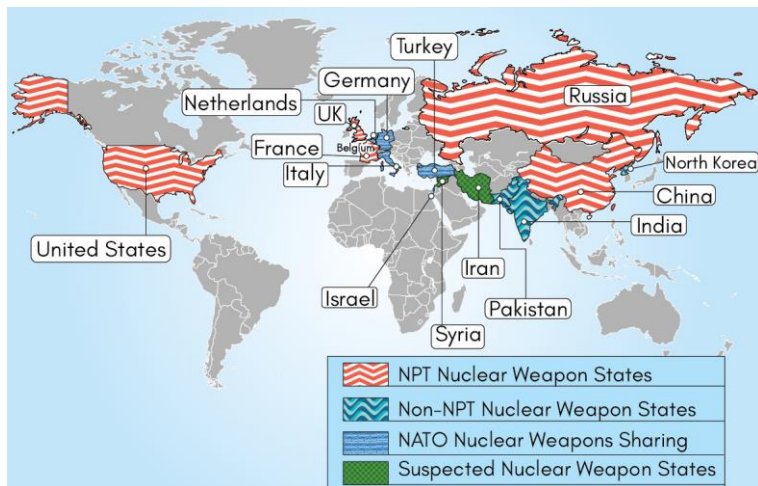 Turkey
Germany
Netherlands
Russia
UK
Belgium
France
North Korea
Italy
China
United States
India
Iran
Israel
Pakistan
Syria
NPT Nuclear Weapon States
Non-NPT Nuclear Weapon States
NATO Nuclear Weapons Sharing
Suspected Nuclear Weapon States